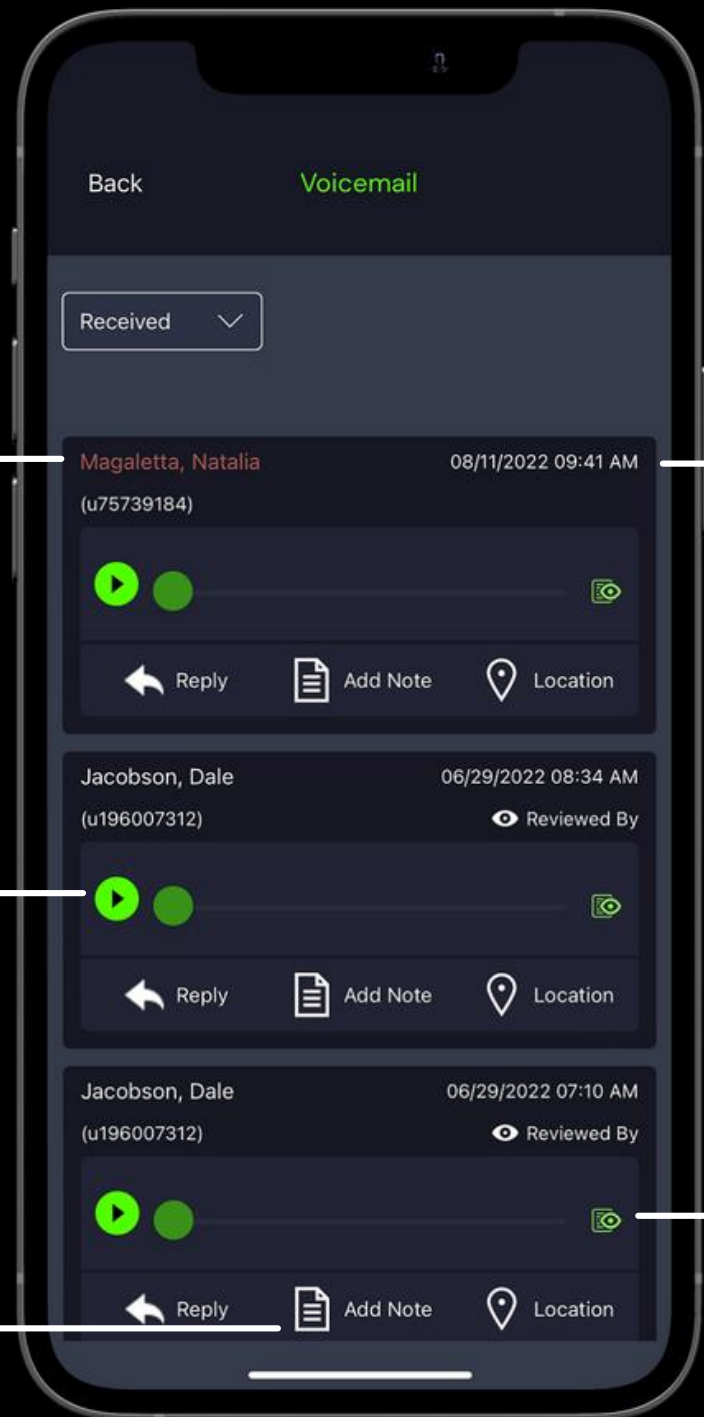 Back Voicemail
Received
Magaletta, Natalia 08/11/2022 09:41 AM
(u75739184)
Reply Add Note Location
Jacobson, Dale 06/29/2022 08:34 AM
(u196007312) Reviewed By
Reply Add Note Location
Jacobson, Dale 06/29/2022 07:10 AM
(u196007312) Reviewed By
Reply Add Note Location